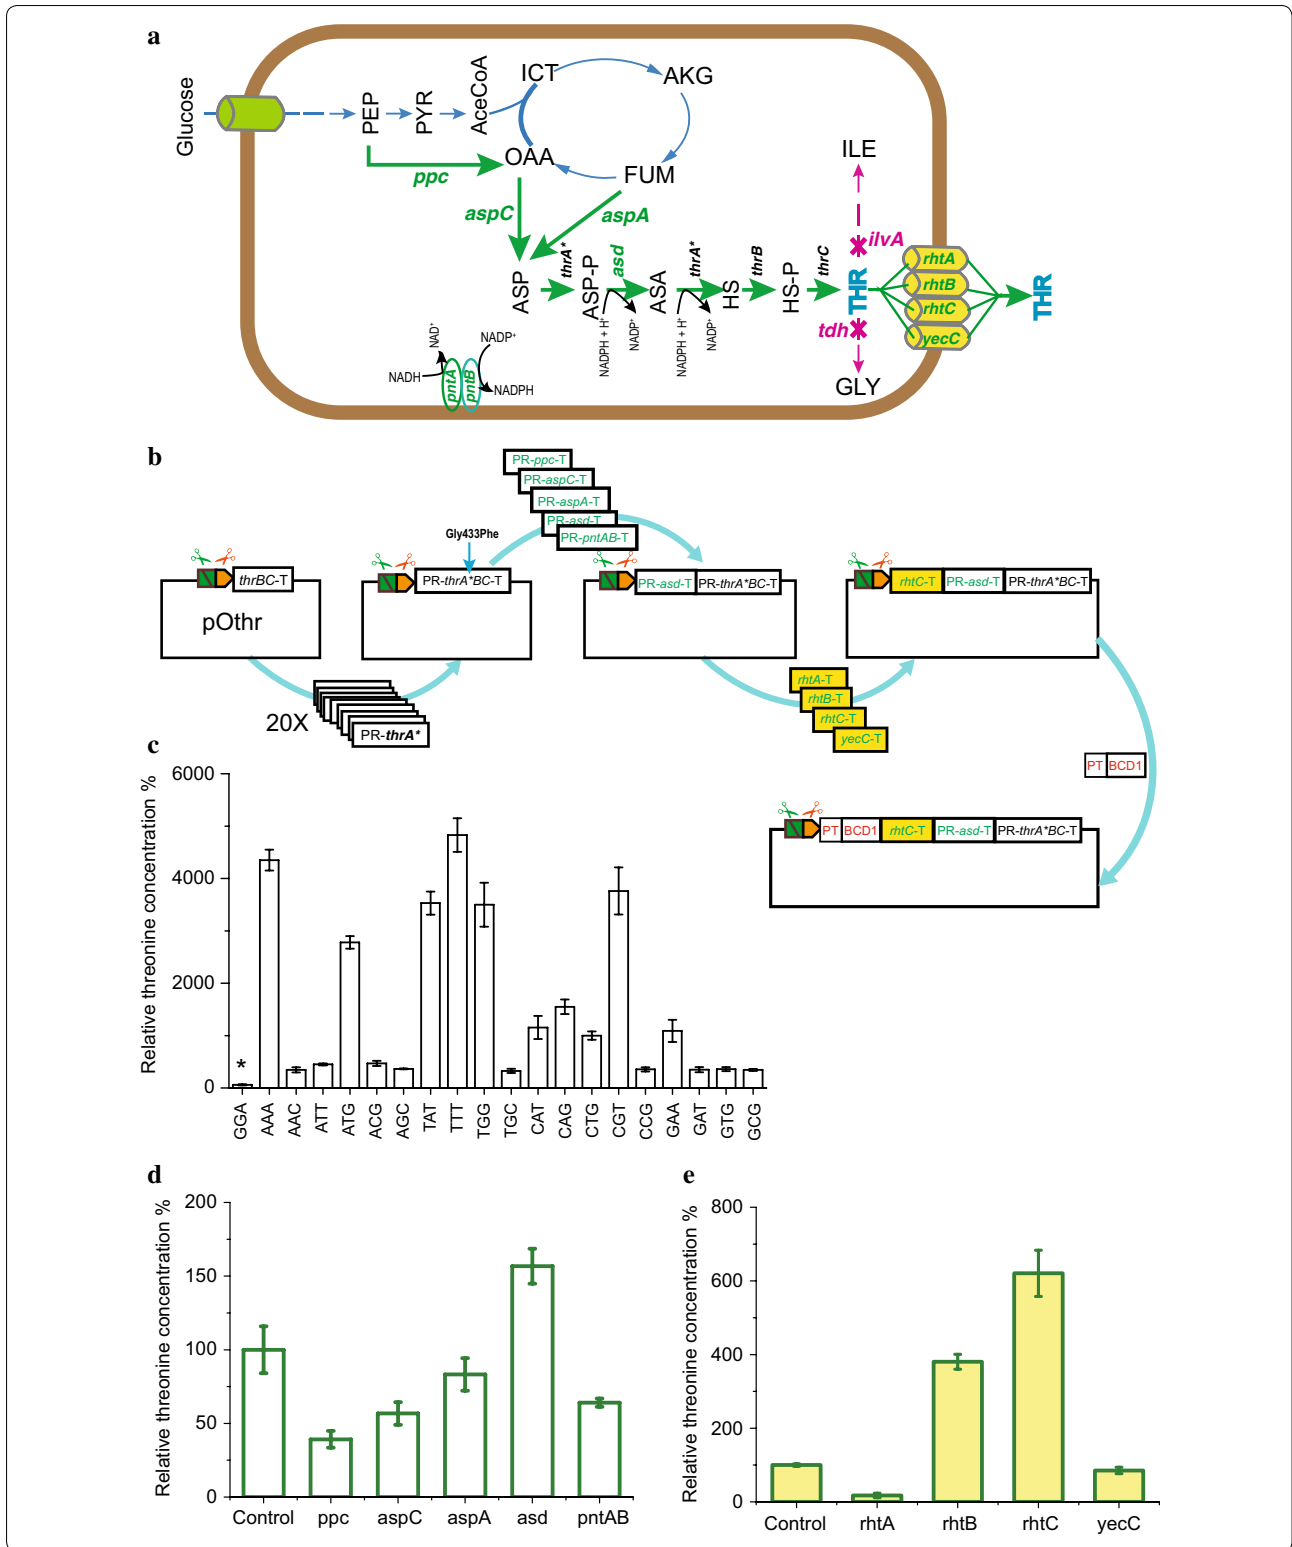 a
Glucose
PEP
PYR
AceCoA
ICT
AKG
OAA
FUM
ppc
aspC
aspA
ILE
ilvA
ASP
thrA*
ASP-P
asd
ASA
thrA*
HS
thrB
HS-P
thrC
THR
rhtA
rhtB
rhtC
yecC
THR
tdh
GLY
NADPH + H+
NADP+
NADPH + H+
NADP+
NAD+
NADH
pntA
pntB
NADP+
NADPH
b
PR-ppc-T
PR-aspC-T
PR-aspA-T
PR-asd-T
PR-pntAB-T
Gly433Phe
thrBC-T
pOthr
PR-thrA*BC-T
PR-asd-T PR-thrA*BC-T
rhtC-T PR-asd-T PR-thrA*BC-T
20X
PR-thrA*
rhtA-T
rhtB-T
rhtC-T
yecC-T
PT BCD1
PT BCD1 rhtC-T PR-asd-T PR-thrA*BC-T
c
Relative threonine concentration %
6000
4000
2000
0
*
GGA AAA AAC ATT ATG ACG AGC TAT TTT TGG TGC CAT CAG CTG CGT CCG GAA GAT GTG GCG
d
Relative threonine concentration %
200
150
100
50
0
Control ppc aspC aspA asd pntAB
e
Relative threonine concentration %
800
600
400
200
0
Control rhtA rhtB rhtC yecC